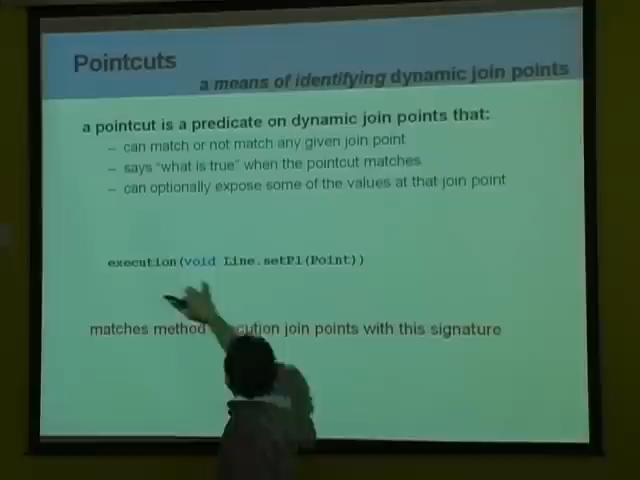 Pointcuts
a means of identifying dynamic join points
a pointcut is a predicate on dynamic join points that:
– can match or not match any given join point
– says "what is true" when the pointcut matches
– can optionally expose some of the values at that join point
execution(void Line.setP1(Point))
matches method cution join points with this signature